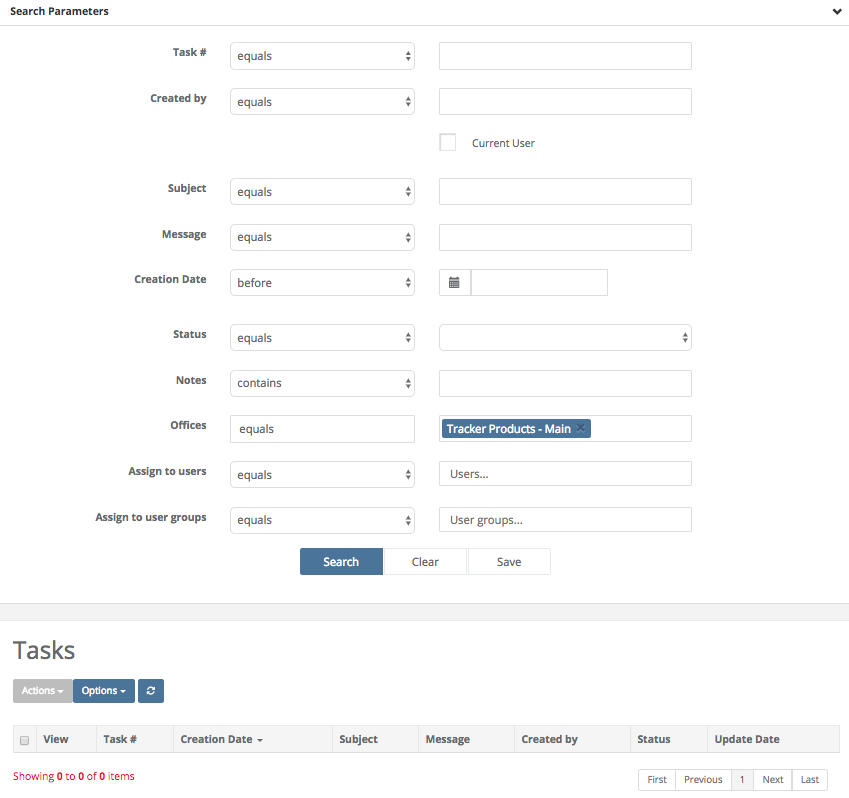 Search Parameters
Task # equals
Created by equals
Current User
Subject equals
Message equals
Creation Date before
Status equals
Notes contains
Offices equals Tracker Products - Main
Assign to users equals Users...
Assign to user groups equals User groups...
Search Clear Save
Tasks
Actions Options
View Task # Creation Date Subject Message Created by Status Update Date
Showing 0 to 0 of 0 items First Previous 1 Next Last